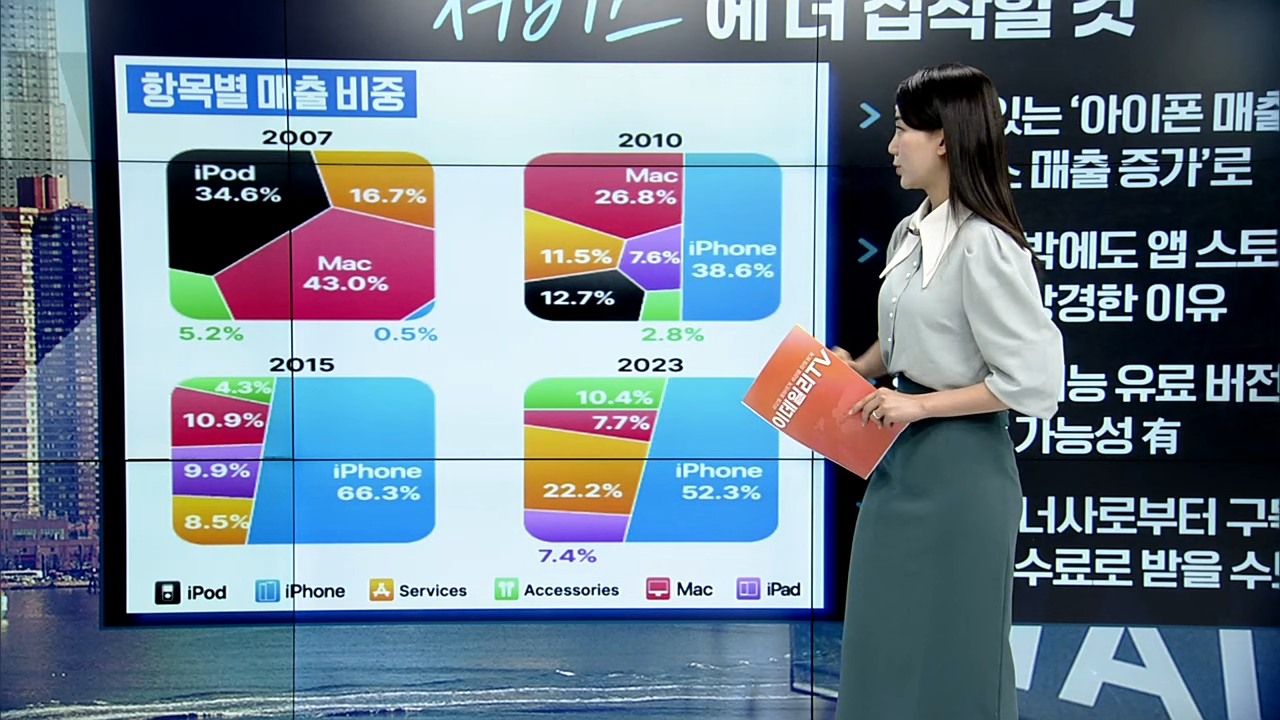 에 더 집착할 것
항목별 매출 비중
2007
iPod
34.6%
16.7%
Mac
43.0%
5.2%
0.5%
2010
Mac
26.8%
11.5%
7.6%
iPhone
38.6%
12.7%
2.8%
2015
4.3%
10.9%
9.9%
8.5%
iPhone
66.3%
2023
10.4%
7.7%
22.2%
iPhone
52.3%
7.4%
iPod iPhone Services Accessories Mac iPad
있는 ‘아이폰 매출
매출 증가’로
밖에도 앱 스토
한 이유
유료 버전
가능성 有
너사로부터 구
수료로 받을 수
이데일리TV